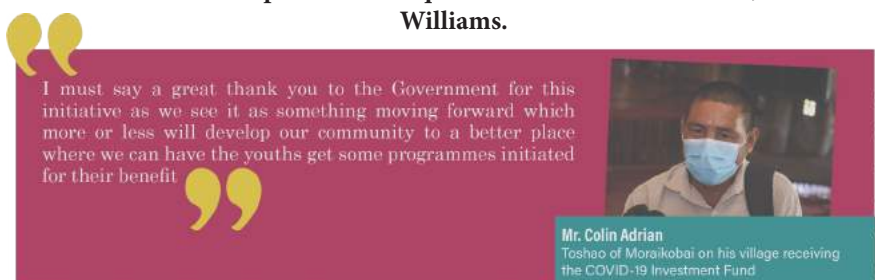 Williams.
I must say a great thank you to the Government for this
initiative as we see it as something moving forward which
more or less will develop our community to a better place
where we can have the youths get some programmes initiated
for their benefit
Mr. Colin Adrian
Toshao of Moraikobai on his village receiving
the COVID-19 Investment Fund